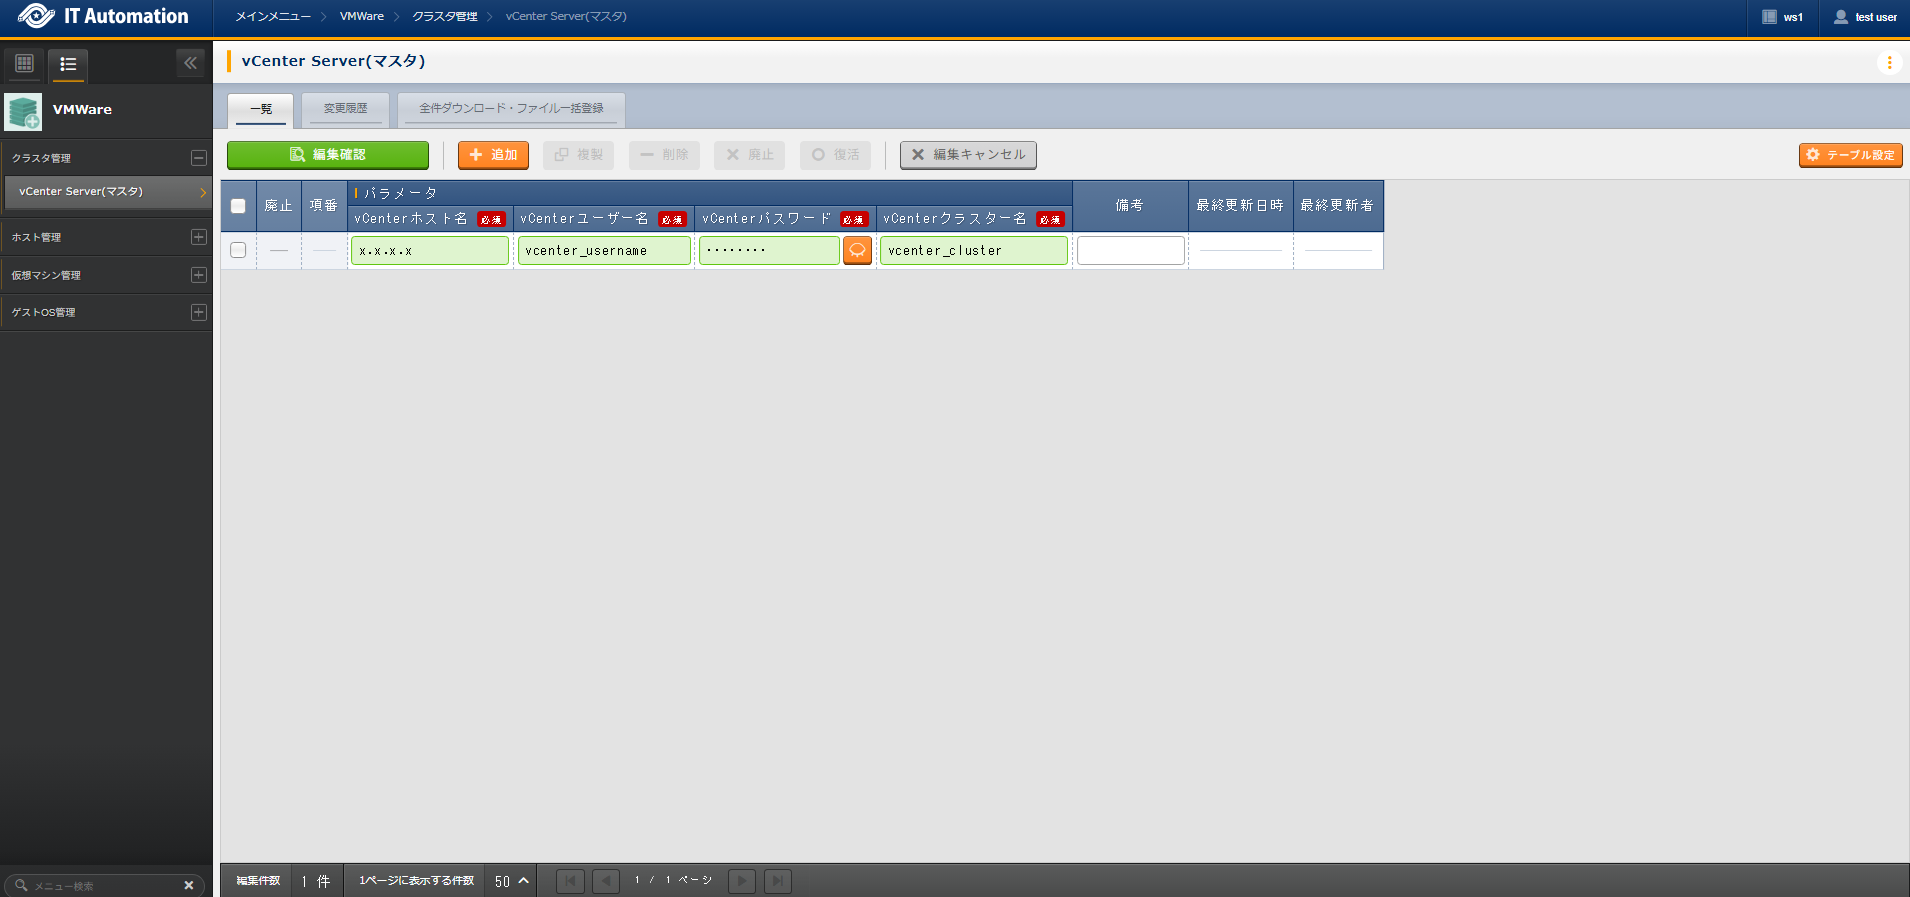 IT Automation
メインメニュー > VMWare > クラスタ管理 > vCenter Server(マスタ)
ws1
test user
VMWare
クラスタ管理
vCenter Server(マスタ)
ホスト管理
仮想マシン管理
ゲストOS管理
メニュー検索
vCenter Server(マスタ)
一覧 変更履歴 全件ダウンロード・ファイル一括登録
編集確認 追加 複製 削除 廃止 復活 編集キャンセル テーブル設定
廃止 項番 パラメータ 備考 最終更新日時 最終更新者
vCenterホスト名 必須 vCenterユーザー名 必須 vCenterパスワード 必須 vCenterクラスター名 必須
x.x.x.x vcenter_username ········ vcenter_cluster
編集件数 1 件 1ページに表示する件数 50 1 / 1 ページ